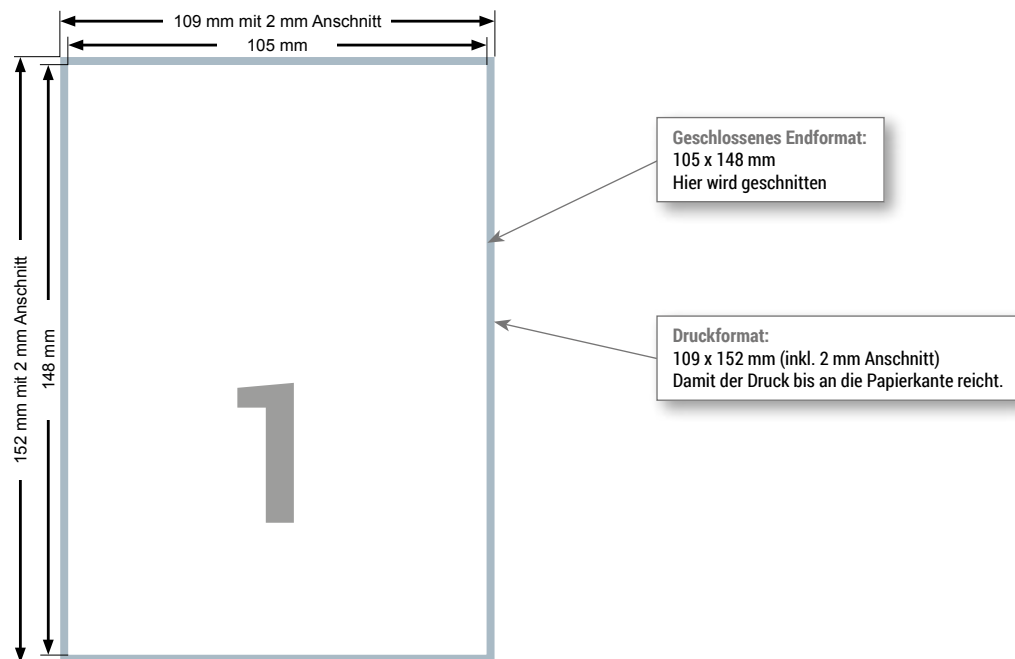 109 mm mit 2 mm Anschnitt
105 mm
152 mm mit 2 mm Anschnitt
148 mm
1
Geschlossenes Endformat:
105 x 148 mm
Hier wird geschnitten
Druckformat:
109 x 152 mm (inkl. 2 mm Anschnitt)
Damit der Druck bis an die Papierkante reicht.